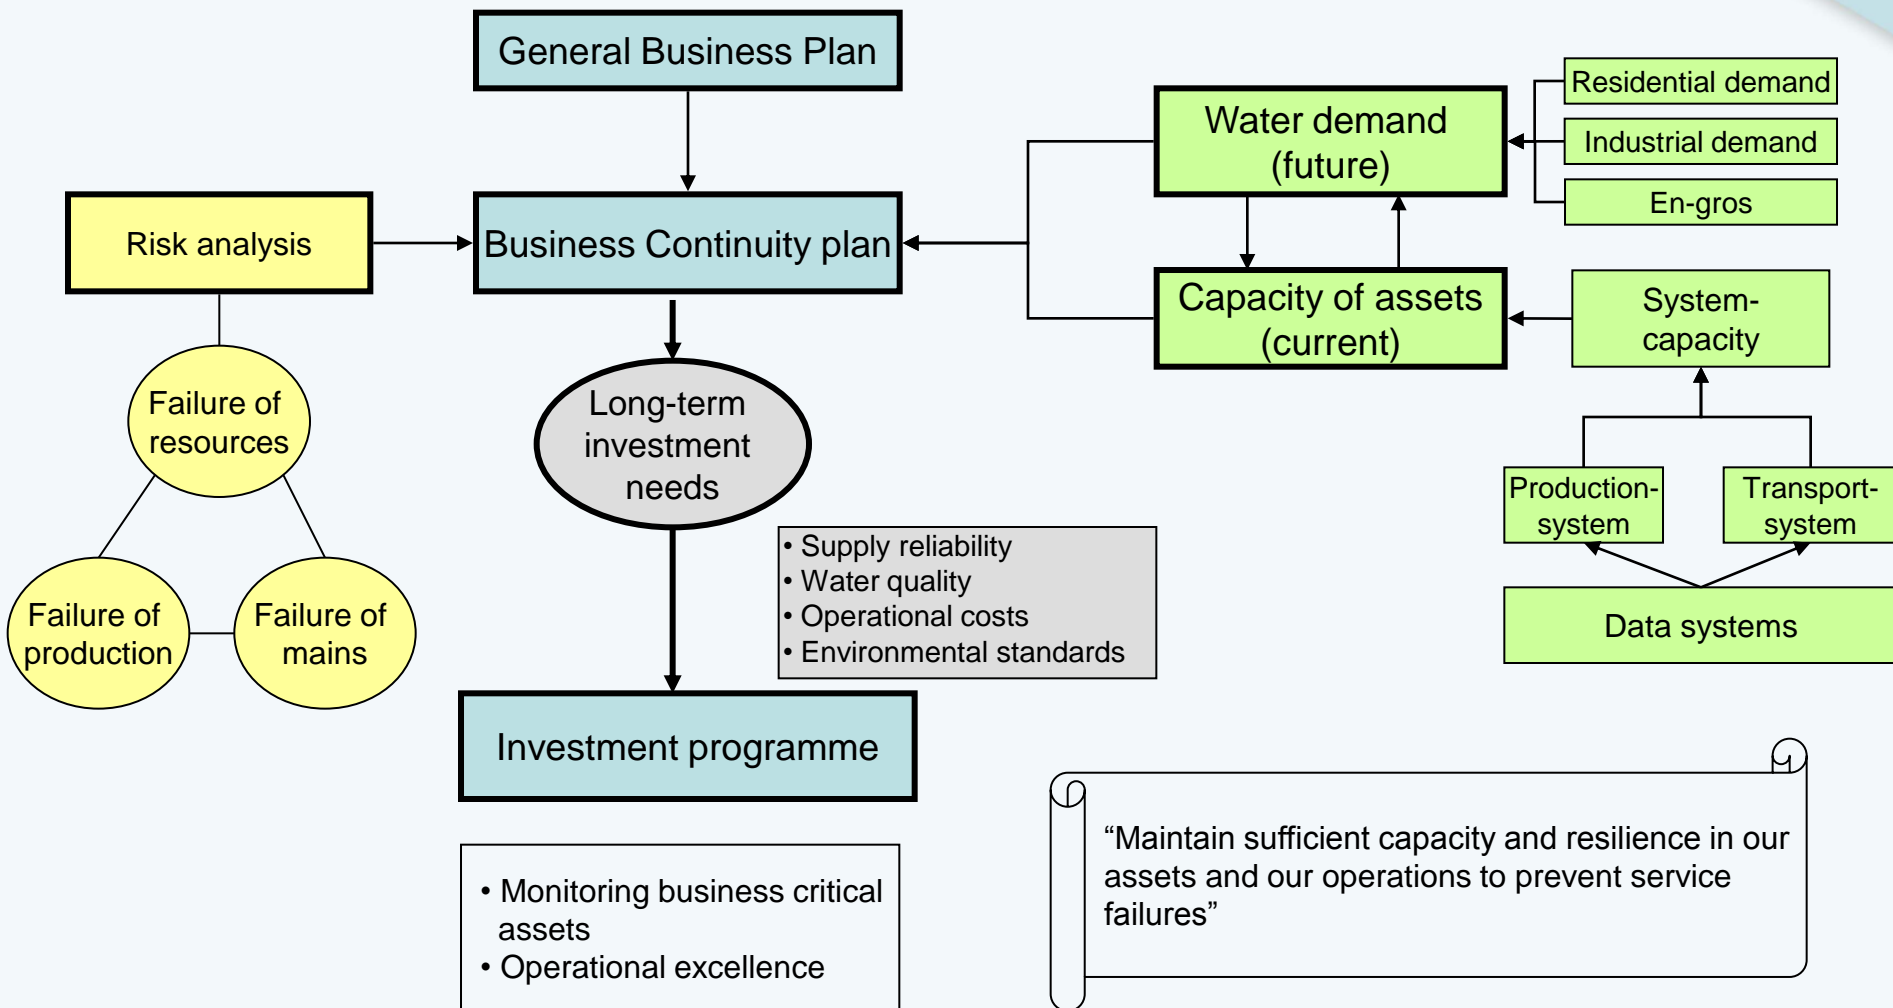 General Business Plan
Residential demand
Water demand
(future)
Industrial demand
En-gros
Risk analysis
Business Continuity plan
Capacity of assets
(current)
System-
capacity
Failure of
resources
Long-term
investment
needs
Production-
system
Transport-
system
• Supply reliability
• Water quality
• Operational costs
• Environmental standards
Failure of
production
Failure of
mains
Data systems
Investment programme
“Maintain sufficient capacity and resilience in our
assets and our operations to prevent service
failures”
• Monitoring business critical
assets
• Operational excellence